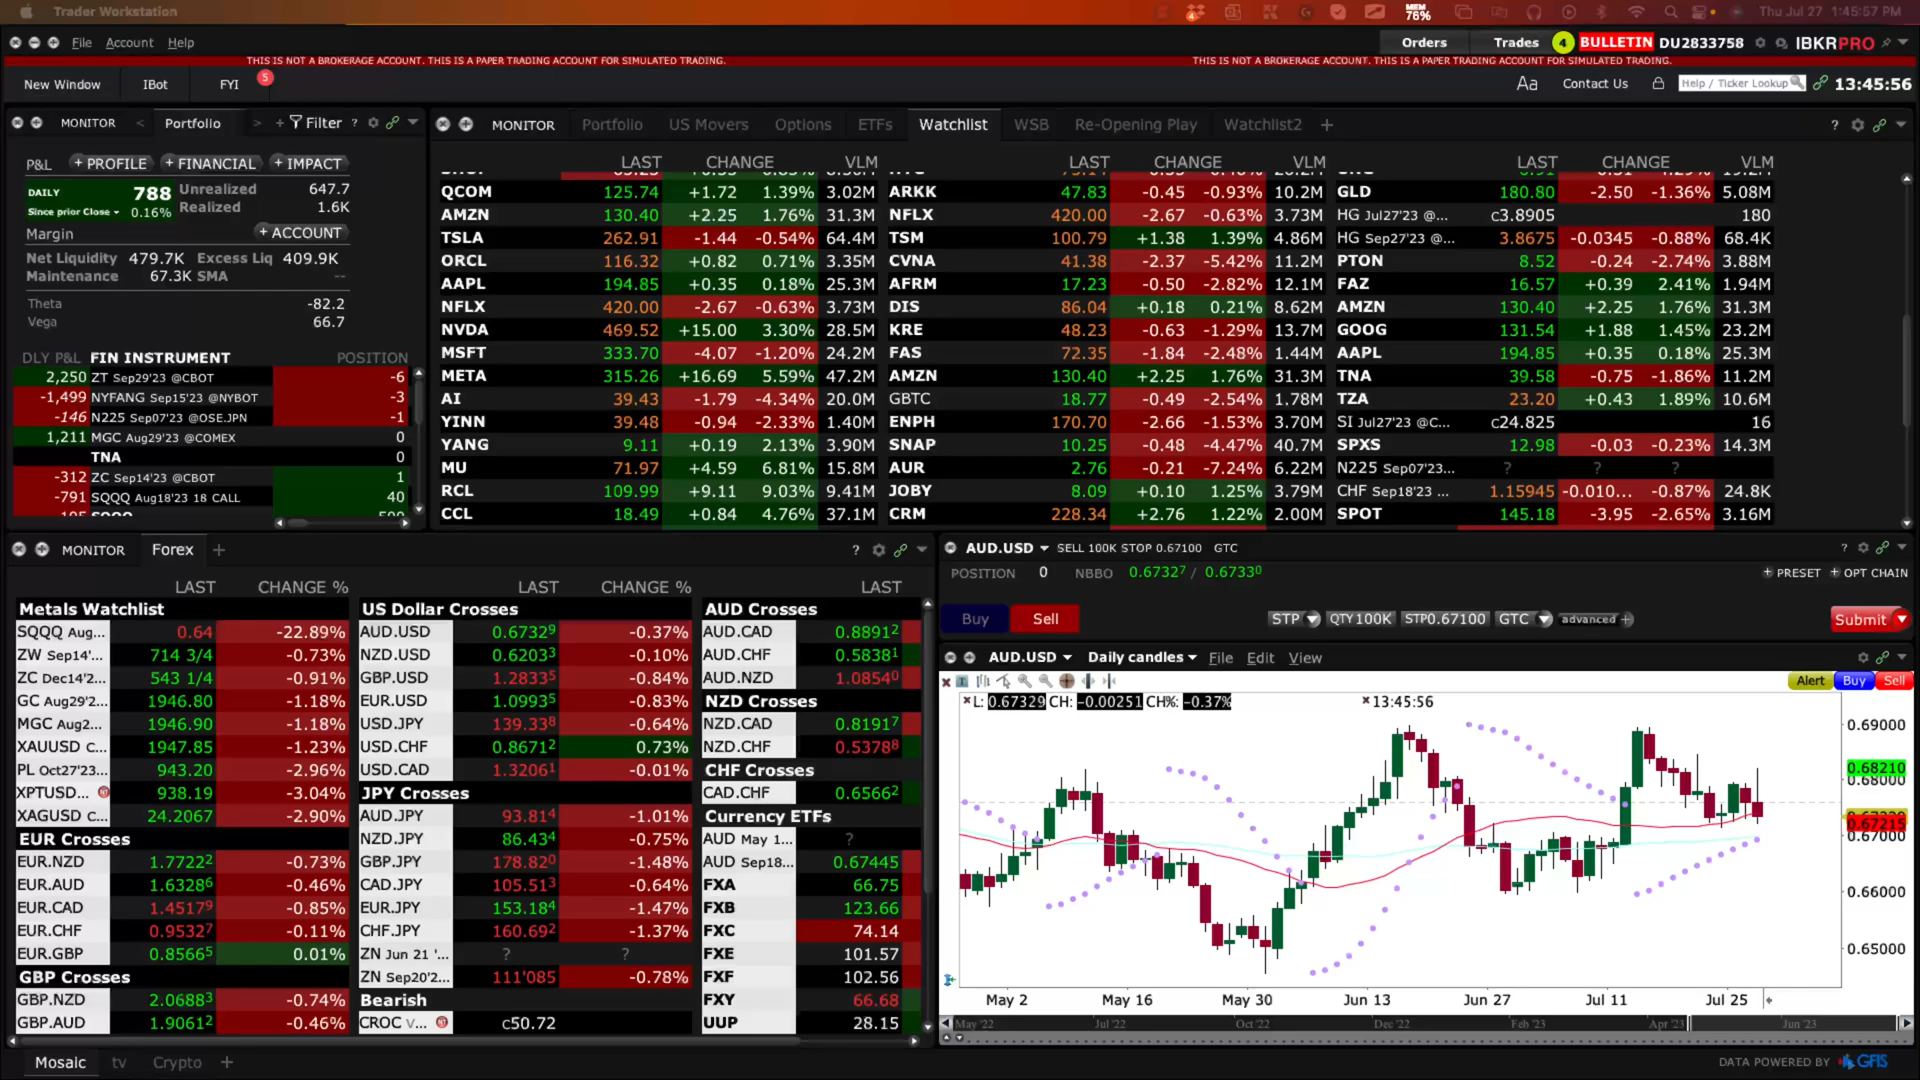 Trader Workstation
4
MEM 76%
Thu Jul 27 1:45:57 PM
File Account Help
Orders Trades 4 BULLETIN DU2833758 IBKRPRO
THIS IS NOT A BROKERAGE ACCOUNT. THIS IS A PAPER TRADING ACCOUNT FOR SIMULATED TRADING.
THIS IS NOT A BROKERAGE ACCOUNT. THIS IS A PAPER TRADING ACCOUNT FOR SIMULATED TRADING.
New Window IBot FYI 5
Aa Contact Us Help / Ticker Lookup 13:45:56
MONITOR < Portfolio > + Filter ?
P&L + PROFILE + FINANCIAL + IMPACT
DAILY 788 Unrealized 647.7
Since prior Close 0.16% Realized 1.6K
Margin + ACCOUNT
Net Liquidity 479.7K Excess Liq 409.9K
Maintenance 67.3K SMA --
Theta -82.2
Vega 66.7
DLY P&L FIN INSTRUMENT POSITION
2,250 ZT Sep29'23 @CBOT -6
-1,499 NYFANG Sep15'23 @NYBOT -3
-146 N225 Sep07'23 @OSE.JPN -1
1,211 MGC Aug29'23 @COMEX 0
TNA 0
-312 ZC Sep14'23 @CBOT 1
-791 SQQQ Aug18'23 18 CALL 40
MONITOR Portfolio US Movers Options ETFs Watchlist WSB Re-Opening Play Watchlist2 + ?
LAST CHANGE VLM LAST CHANGE VLM LAST CHANGE VLM
QCOM 125.74 +1.72 1.39% 3.02M ARKK 47.83 -0.45 -0.93% 10.2M GLD 180.80 -2.50 -1.36% 5.08M
AMZN 130.40 +2.25 1.76% 31.3M NFLX 420.00 -2.67 -0.63% 3.73M HG Jul27'23 @... c3.8905 180
TSLA 262.91 -1.44 -0.54% 64.4M TSM 100.79 +1.38 1.39% 4.86M HG Sep27'23 @... 3.8675 -0.0345 -0.88% 68.4K
ORCL 116.32 +0.82 0.71% 3.35M CVNA 41.38 -2.37 -5.42% 11.2M PTON 8.52 -0.24 -2.74% 3.88M
AAPL 194.85 +0.35 0.18% 25.3M AFRM 17.23 -0.50 -2.82% 12.1M FAZ 16.57 +0.39 2.41% 1.94M
NFLX 420.00 -2.67 -0.63% 3.73M DIS 86.04 +0.18 0.21% 8.62M AMZN 130.40 +2.25 1.76% 31.3M
NVDA 469.52 +15.00 3.30% 28.5M KRE 48.23 -0.63 -1.29% 13.7M GOOG 131.54 +1.88 1.45% 23.2M
MSFT 333.70 -4.07 -1.20% 24.2M FAS 72.35 -1.84 -2.48% 1.44M AAPL 194.85 +0.35 0.18% 25.3M
META 315.26 +16.69 5.59% 47.2M AMZN 130.40 +2.25 1.76% 31.3M TNA 39.58 -0.75 -1.86% 11.2M
AI 39.43 -1.79 -4.34% 20.0M GBTC 18.77 -0.49 -2.54% 1.78M TZA 23.20 +0.43 1.89% 10.6M
YINN 39.48 -0.94 -2.33% 1.40M ENPH 170.70 -2.66 -1.53% 3.70M SI Jul27'23 @C... c24.825 16
YANG 9.11 +0.19 2.13% 3.90M SNAP 10.25 -0.48 -4.47% 40.7M SPXS 12.98 -0.03 -0.23% 14.3M
MU 71.97 +4.59 6.81% 15.8M AUR 2.76 -0.21 -7.24% 6.22M N225 Sep07'23... ? ? ?
RCL 109.99 +9.11 9.03% 9.41M JOBY 8.09 +0.10 1.25% 3.79M CHF Sep18'23 ... 1.15945 -0.010... -0.87% 24.8K
CCL 18.49 +0.84 4.76% 37.1M CRM 228.34 +2.76 1.22% 2.00M SPOT 145.18 -3.95 -2.65% 3.16M
MONITOR Forex + ?
LAST CHANGE % LAST CHANGE % LAST
Metals Watchlist US Dollar Crosses AUD Crosses
SQQQ Aug... 0.64 -22.89% AUD.USD 0.67329 -0.37% AUD.CAD 0.88912
ZW Sep14'... 714 3/4 -0.73% NZD.USD 0.62033 -0.10% AUD.CHF 0.58381
ZC Dec14'2... 543 1/4 -0.91% GBP.USD 1.28335 -0.84% AUD.NZD 1.08540
GC Aug29'2... 1946.80 -1.18% EUR.USD 1.09935 -0.83% NZD Crosses
MGC Aug2... 1946.90 -1.18% USD.JPY 139.338 -0.64% NZD.CAD 0.81917
XAUUSD C... 1947.85 -1.23% USD.CHF 0.86712 0.73% NZD.CHF 0.53788
PL Oct27'23... 943.20 -2.96% USD.CAD 1.32061 -0.01% CHF Crosses
XPTUSD... 938.19 -3.04% JPY Crosses CAD.CHF 0.65662
XAGUSD C... 24.2067 -2.90% AUD.JPY 93.814 -1.01% Currency ETFs
EUR Crosses NZD.JPY 86.434 -0.75% AUD May 1... ?
EUR.NZD 1.77222 -0.73% GBP.JPY 178.820 -1.48% AUD Sep18... 0.67445
EUR.AUD 1.63286 -0.46% CAD.JPY 105.513 -0.64% FXA 66.75
EUR.CAD 1.45179 -0.85% EUR.JPY 153.184 -1.47% FXB 123.66
EUR.CHF 0.95327 -0.11% CHF.JPY 160.692 -1.37% FXC 74.14
EUR.GBP 0.85665 0.01% ZN Jun 21 '... ? ? FXE 101.57
GBP Crosses ZN Sep20'2... 111'085 -0.78% FXF 102.56
GBP.NZD 2.06883 -0.74% Bearish FXY 66.68
GBP.AUD 1.90612 -0.46% CROC V... c50.72 UUP 28.15
AUD.USD SELL 100K STOP 0.67100 GTC ?
POSITION 0 NBBO 0.67327 / 0.67330 + PRESET + OPT CHAIN
Buy Sell STP QTY 100K STP 0.67100 GTC advanced + Submit
AUD.USD Daily candles File Edit View
Alert Buy Sell
L: 0.67329 CH: -0.00251 CH%: -0.37% 13:45:56
0.69000
0.68210
0.68000
0.67215
0.67000
0.66000
0.65000
May 2 May 16 May 30 Jun 13 Jun 27 Jul 11 Jul 25
May '22 Jul '22 Oct '22 Dec '22 Feb '23 Apr '23 Jun '23
Mosaic tv Crypto +
DATA POWERED BY GFIS